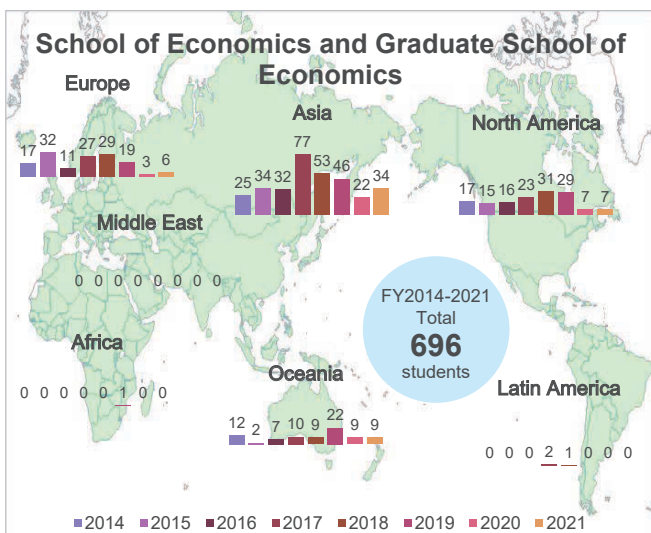 School of Economics and Graduate School of
Economics
Europe
17 32 11 27 29 19 3 6
Asia
25 34 32 77 53 46 22 34
North America
17 15 16 23 31 29 7 7
Middle East
0 0 0 0 0 0 0 0
Africa
0 0 0 0 0 1 0 0
FY2014-2021
Total
696
students
Oceania
12 2 7 10 9 22 9 9
Latin America
0 0 0 2 1 0 0 0
2014 2015 2016 2017 2018 2019 2020 2021